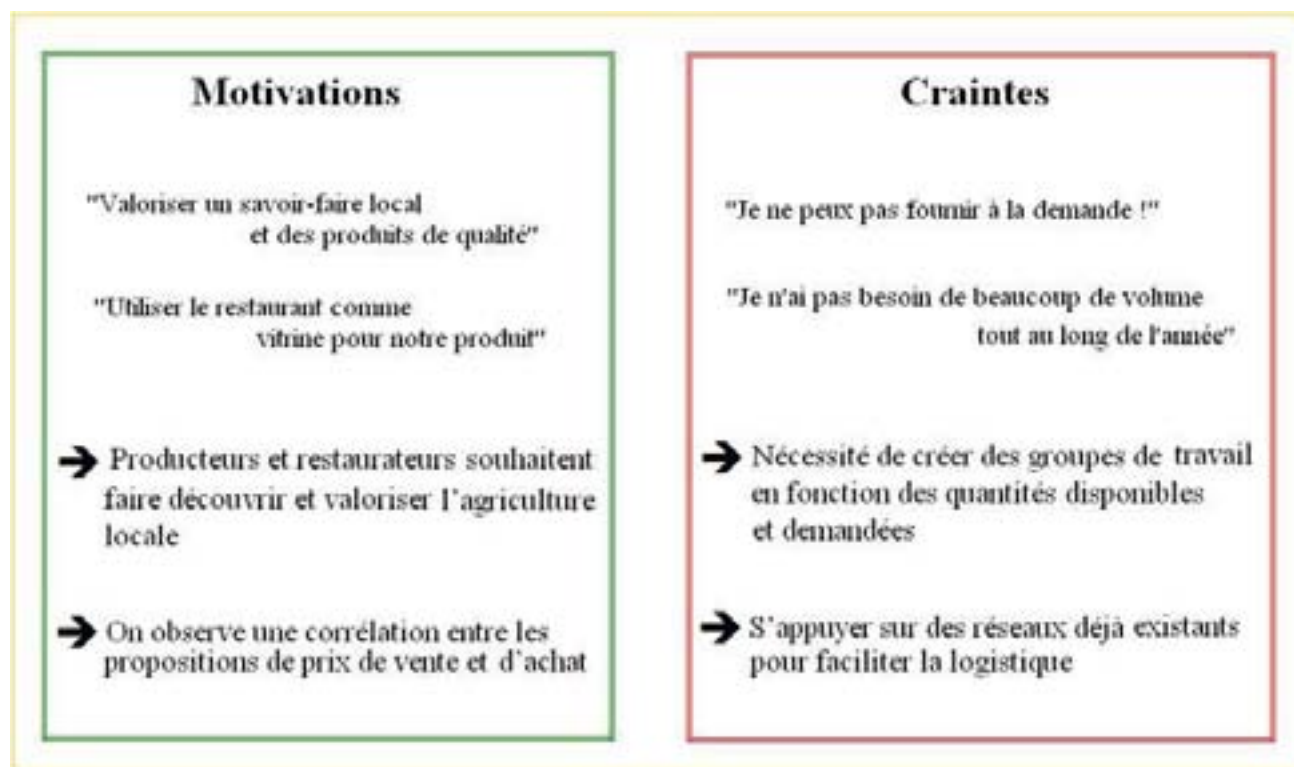 Motivations
"Valoriser un savoir-faire local
et des produits de qualité"
"Utiliser le restaurant comme
vitrine pour notre produit"
➔ Producteurs et restaurateurs souhaitent
faire découvrir et valoriser l'agriculture
locale
➔ On observe une corrélation entre les
propositions de prix de vente et d'achat
Craintes
"Je ne peux pas fournir à la demande !"
"Je n'ai pas besoin de beaucoup de volume
tout au long de l'année"
➔ Nécessité de créer des groupes de travail
en fonction des quantités disponibles
et demandées
➔ S'appuyer sur des réseaux déjà existants
pour faciliter la logistique